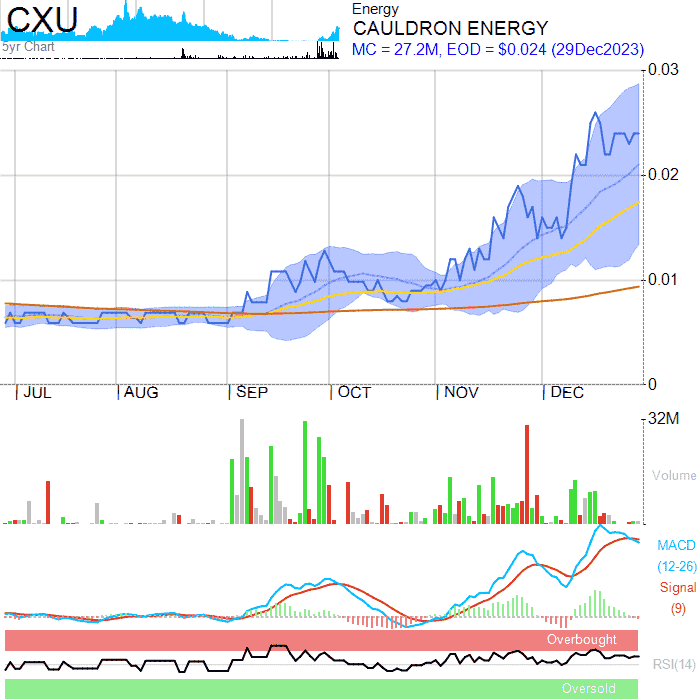 CXU
5yr Chart
Energy
CAULDRON ENERGY
MC = 27.2M, EOD = $0.024 (29Dec2023)
0.03
0.02
0.01
0
JUL AUG SEP OCT NOV DEC
32M
Volume
MACD
(12-26)
Signal
(9)
Overbought
RSI(14)
Oversold